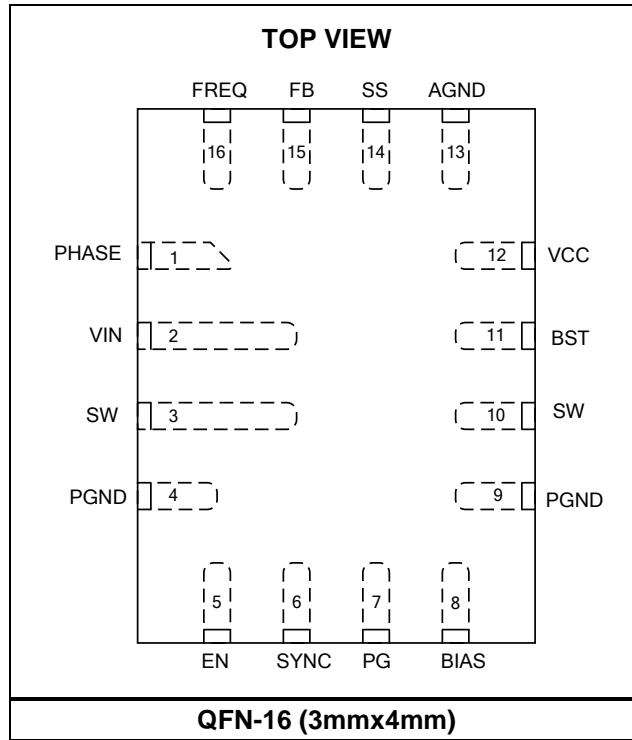 TOP VIEW
FREQ FB SS AGND
16 15 14 13
PHASE 1 12 VCC
VIN 2 11 BST
SW 3 10 SW
PGND 4 9 PGND
5 6 7 8
EN SYNC PG BIAS
QFN-16 (3mmx4mm)